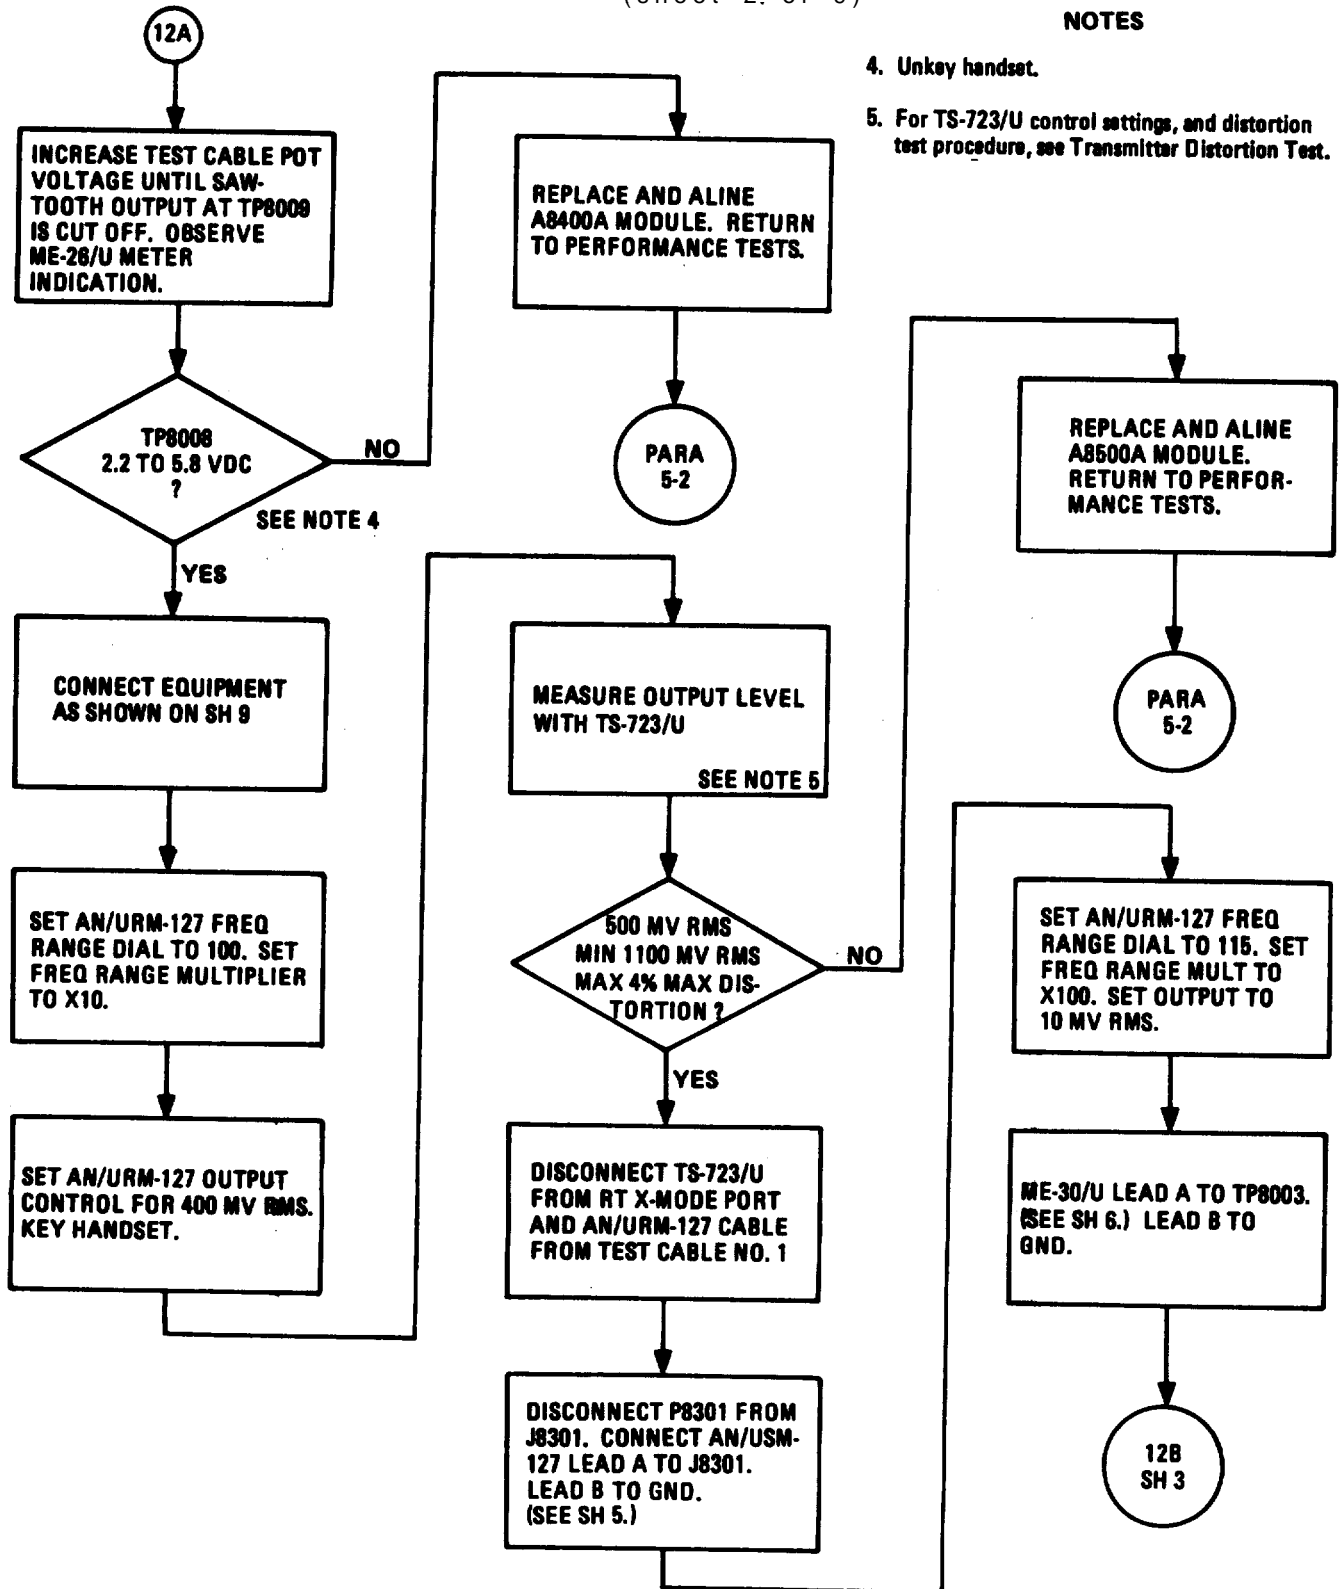 (Sheet 2. of 9)
12A
INCREASE TEST CABLE POT
VOLTAGE UNTIL SAW-
TOOTH OUTPUT AT TP8009
IS CUT OFF. OBSERVE
ME-26/U METER
INDICATION.
TP8008
2.2 TO 5.8 VDC
?
NO
SEE NOTE 4
YES
CONNECT EQUIPMENT
AS SHOWN ON SH 9
SET AN/URM-127 FREQ
RANGE DIAL TO 100. SET
FREQ RANGE MULTIPLIER
TO X10.
SET AN/URM-127 OUTPUT
CONTROL FOR 400 MV RMS.
KEY HANDSET.
REPLACE AND ALINE
A8400A MODULE. RETURN
TO PERFORMANCE TESTS.
PARA
5-2
MEASURE OUTPUT LEVEL
WITH TS-723/U
SEE NOTE 5
500 MV RMS
MIN 1100 MV RMS
MAX 4% MAX DIS-
TORTION ?
NO
YES
DISCONNECT TS-723/U
FROM RT X-MODE PORT
AND AN/URM-127 CABLE
FROM TEST CABLE NO. 1
DISCONNECT P8301 FROM
J8301. CONNECT AN/USM-
127 LEAD A TO J8301.
LEAD B TO GND.
(SEE SH 5.)
NOTES
4. Unkey handset.
5. For TS-723/U control settings, and distortion
test procedure, see Transmitter Distortion Test.
REPLACE AND ALINE
A8500A MODULE.
RETURN TO PERFOR-
MANCE TESTS.
PARA
5-2
SET AN/URM-127 FREQ
RANGE DIAL TO 115. SET
FREQ RANGE MULT TO
X100. SET OUTPUT TO
10 MV RMS.
ME-30/U LEAD A TO TP8003.
(SEE SH 6.) LEAD B TO
GND.
12B
SH 3